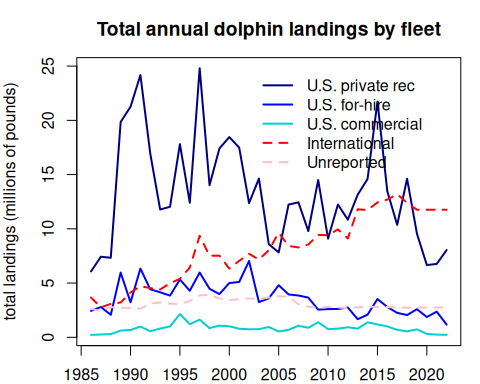 Total annual dolphin landings by fleet
total landings (millions of pounds)
25
20
15
10
5
0
U.S. private rec
U.S. for-hire
U.S. commercial
International
Unreported
1985 1990 1995 2000 2005 2010 2015 2020